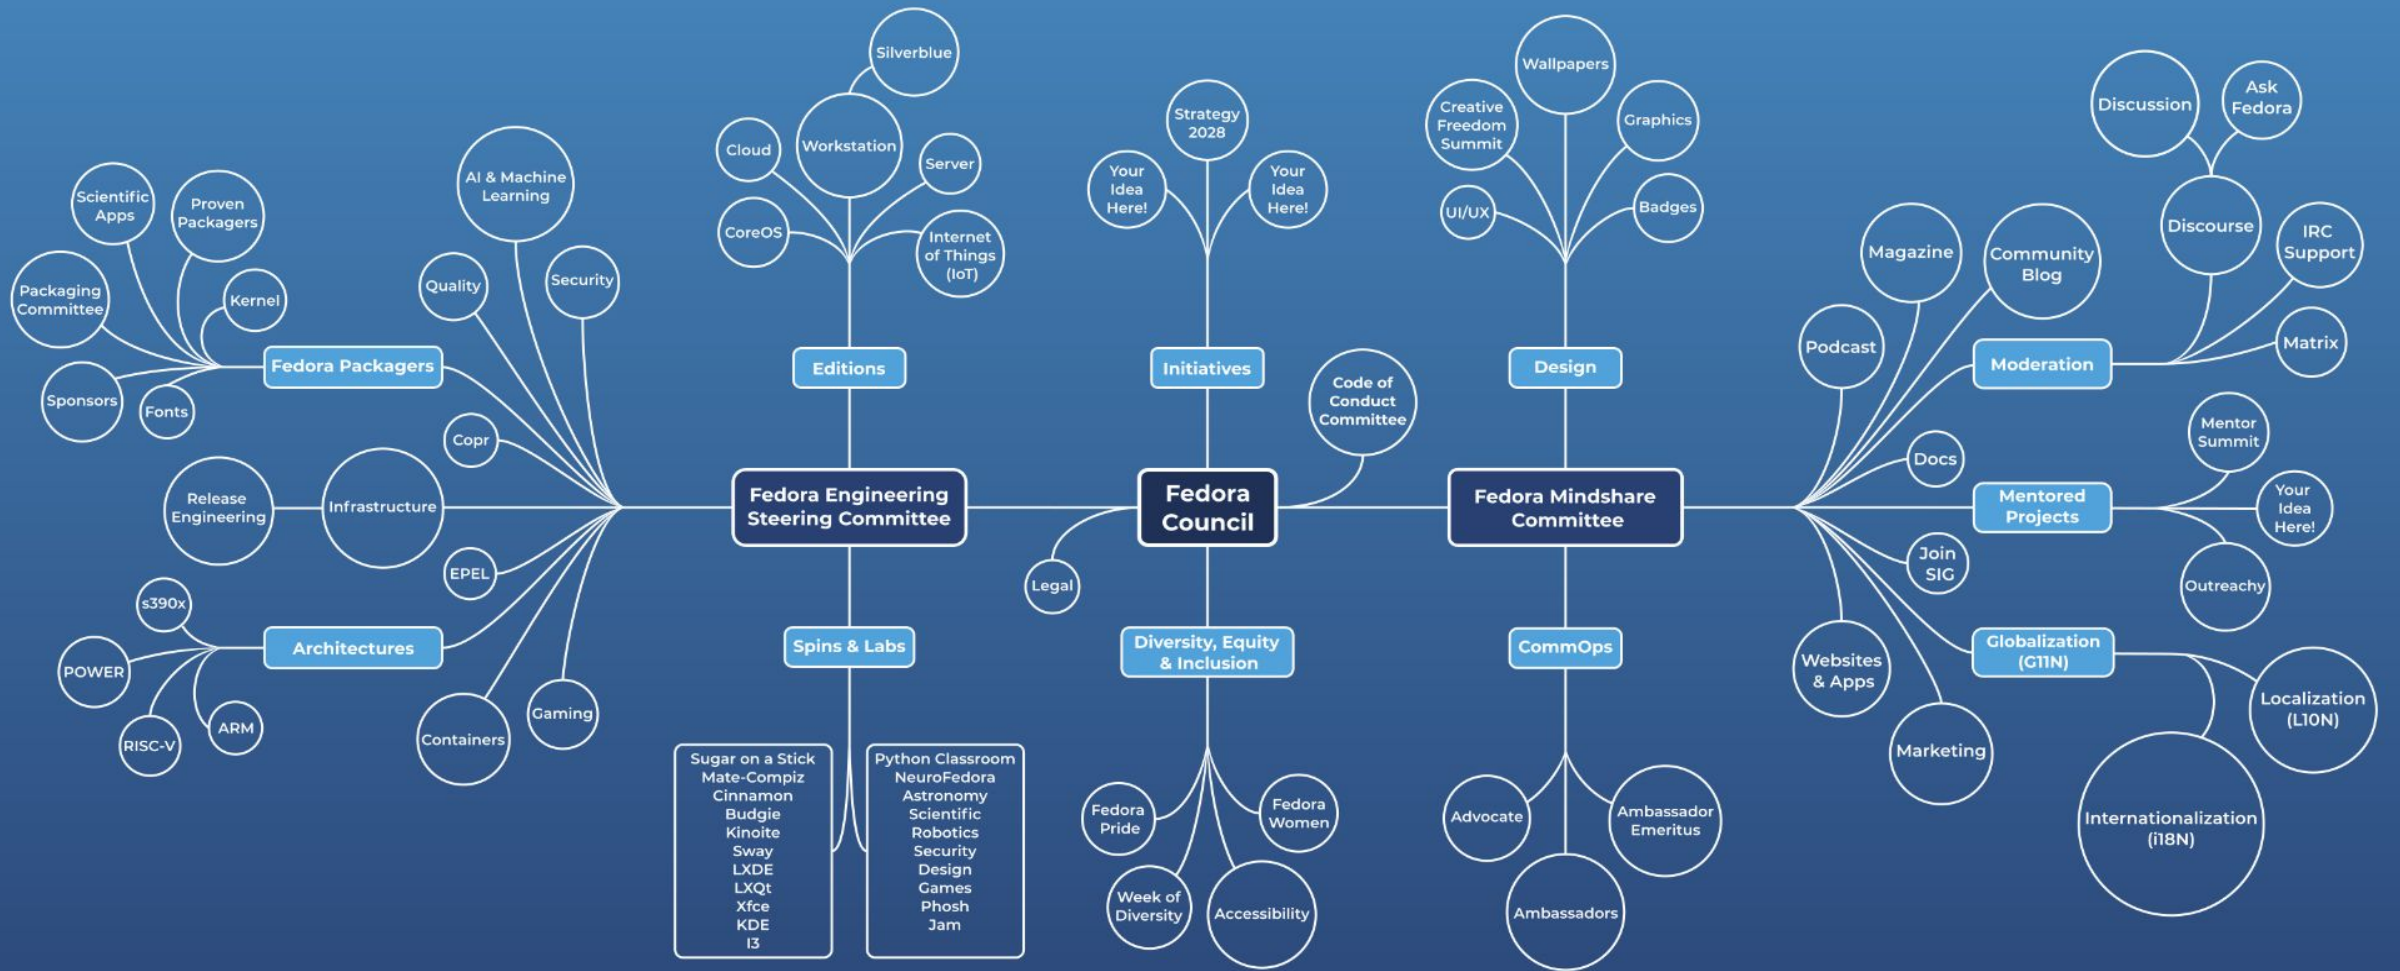 Silverblue
Workstation
Cloud
Server
CoreOS
Internet
of Things
(IoT)
Editions
Strategy
2028
Your
Idea
Here!
Your
Idea
Here!
Initiatives
Wallpapers
Creative
Freedom
Summit
Graphics
UI/UX
Badges
Design
Scientific
Apps
Proven
Packagers
Packaging
Committee
Kernel
Sponsors
Fonts
Fedora Packagers
AI & Machine
Learning
Quality
Security
Copr
Release
Engineering
Infrastructure
EPEL
s390x
POWER
RISC-V
ARM
Architectures
Containers
Gaming
Fedora Engineering
Steering Committee
Fedora
Council
Code of
Conduct
Committee
Legal
Fedora Mindshare
Committee
Spins & Labs
Sugar on a Stick
Mate-Compiz
Cinnamon
Budgie
Kinoite
Sway
LXDE
LXQt
Xfce
KDE
I3
Python Classroom
NeuroFedora
Astronomy
Scientific
Robotics
Security
Design
Games
Phosh
Jam
Diversity, Equity
& Inclusion
Fedora
Pride
Fedora
Women
Week of
Diversity
Accessibility
CommOps
Advocate
Ambassador
Emeritus
Ambassadors
Podcast
Magazine
Community
Blog
Discussion
Ask
Fedora
Discourse
IRC
Support
Matrix
Moderation
Docs
Mentored
Projects
Mentor
Summit
Your
Idea
Here!
Outreachy
Join
SIG
Globalization
(G11N)
Localization
(L10N)
Internationalization
(i18N)
Websites
& Apps
Marketing